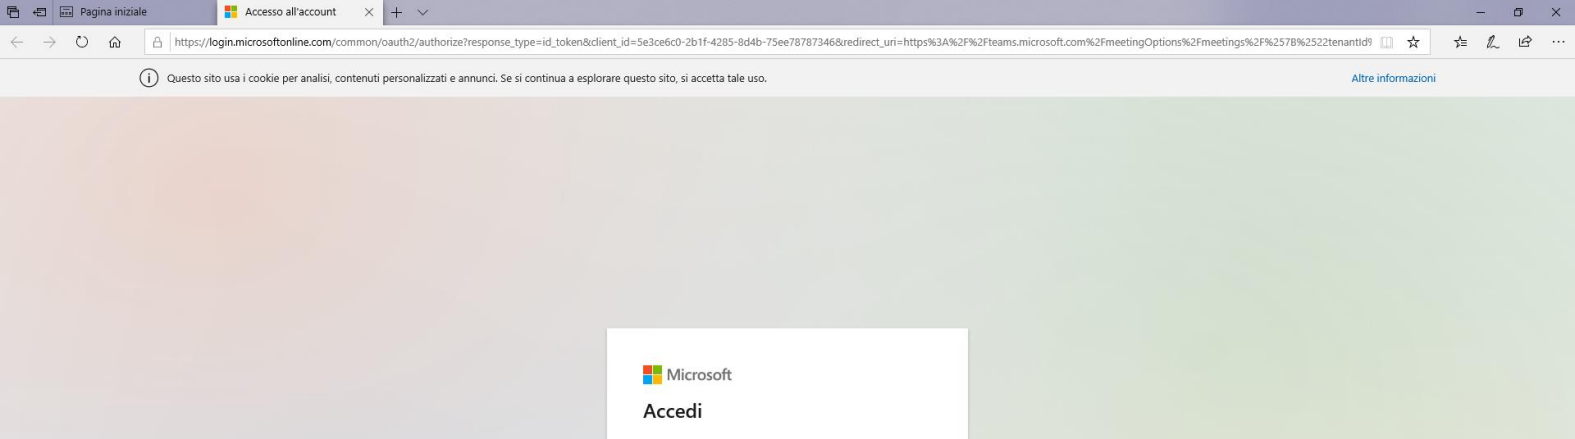 Pagina iniziale
Accesso all'account
https://login.microsoftonline.com/common/oauth2/authorize?response_type=id_token&client_id=5e3ce6c0-2b1f-4285-8d4b-75ee78787346&redirect_uri=https%3A%2F%2Fteams.microsoft.com%2FmeetingOptions%2Fmeetings%2F%257B%2522tenantId%
Questo sito usa i cookie per analisi, contenuti personalizzati e annunci. Se si continua a esplorare questo sito, si accetta tale uso.
Altre informazioni
Microsoft
Accedi